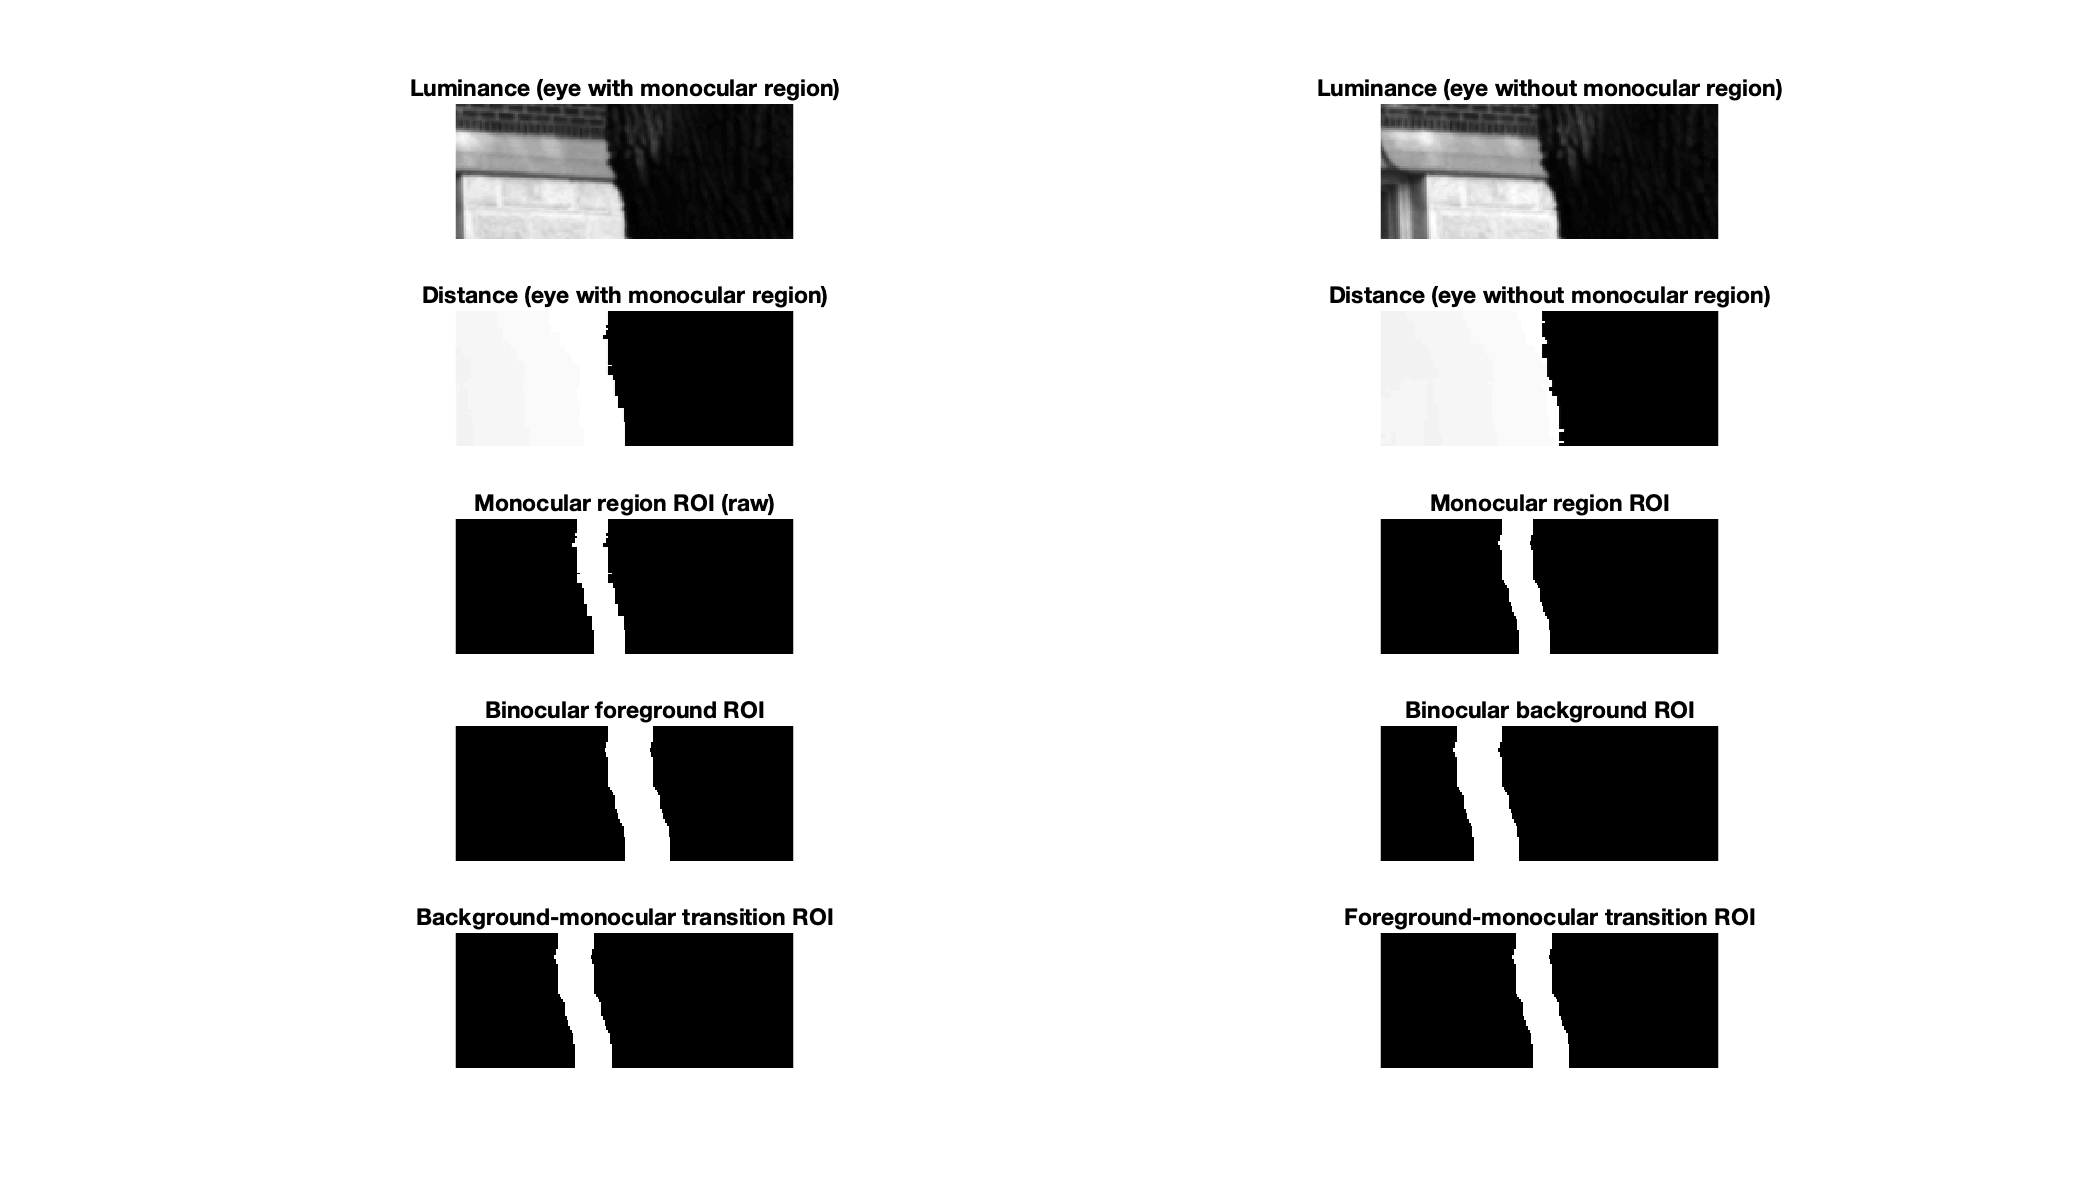 Luminance (eye with monocular region)
Luminance (eye without monocular region)
Distance (eye with monocular region)
Distance (eye without monocular region)
Monocular region ROI (raw)
Monocular region ROI
Binocular foreground ROI
Binocular background ROI
Background-monocular transition ROI
Foreground-monocular transition ROI